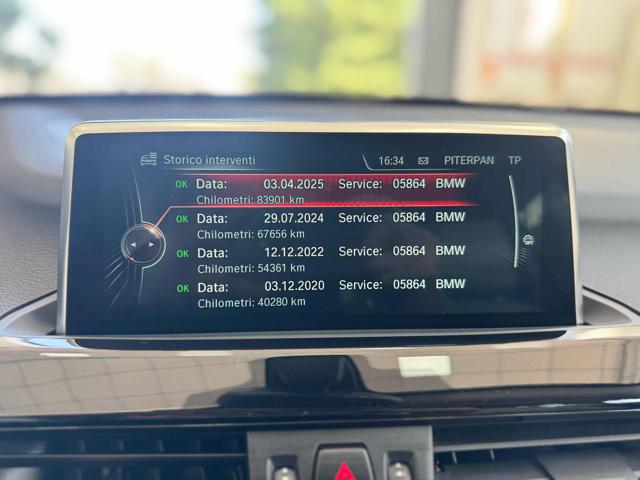 Storico interventi 16:34 PITERPAN TP
OK Data: 03.04.2025 Service: 05864 BMW
Chilometri: 83901 km
OK Data: 29.07.2024 Service: 05864 BMW
Chilometri: 67656 km
OK Data: 12.12.2022 Service: 05864 BMW
Chilometri: 54361 km
OK Data: 03.12.2020 Service: 05864 BMW
Chilometri: 40280 km
OFF